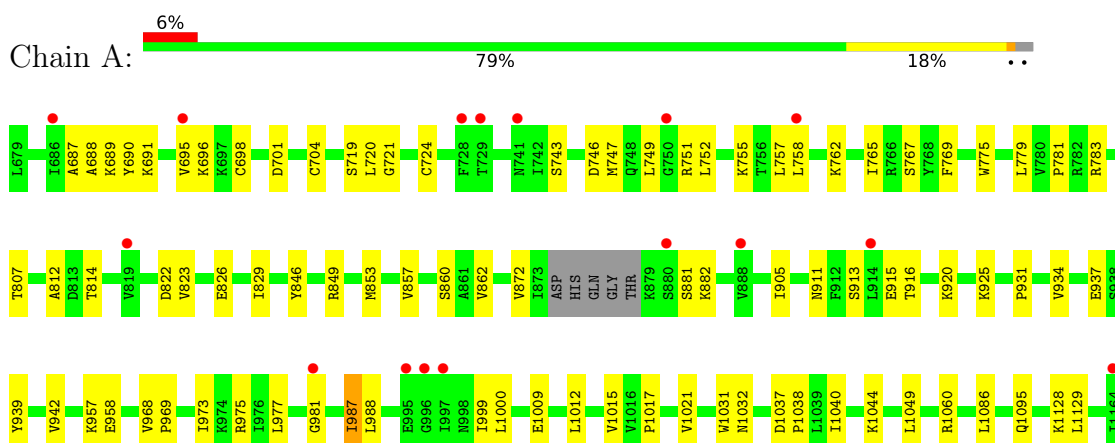 6%
Chain A:
79%
18%
L679 I686 A687 A688 K689 Y690 K691 V695 K696 K697 C698 D701 C704 S719 L720 G721 C724 F728 T729 N741 I742 S743 D746 M747 Q748 L749 G750 R751 L752 K755 T756 L757 L758 K762 I765 R766 S767 Y768 F769 W775 L779 V780 P781 R782 R783
T807 A812 D813 T814 V819 D822 V823 E826 I829 Y846 R849 M853 V857 S860 A861 V862 V872 I873 ASP HIS GLN GLY THR K879 S880 S881 K882 V888 I905 N911 F912 S913 L914 E915 T916 K920 K925 P931 V934 E937 S938
Y939 V942 K957 E958 V968 P969 I973 K974 R975 I976 L977 G981 I987 L988 E995 G996 I997 N998 I999 L1000 E1009 L1012 V1015 V1016 P1017 V1021 W1031 N1032 D1037 P1038 L1039 I1040 K1044 L1049 R1060 L1086 Q1095 K1128 L1129